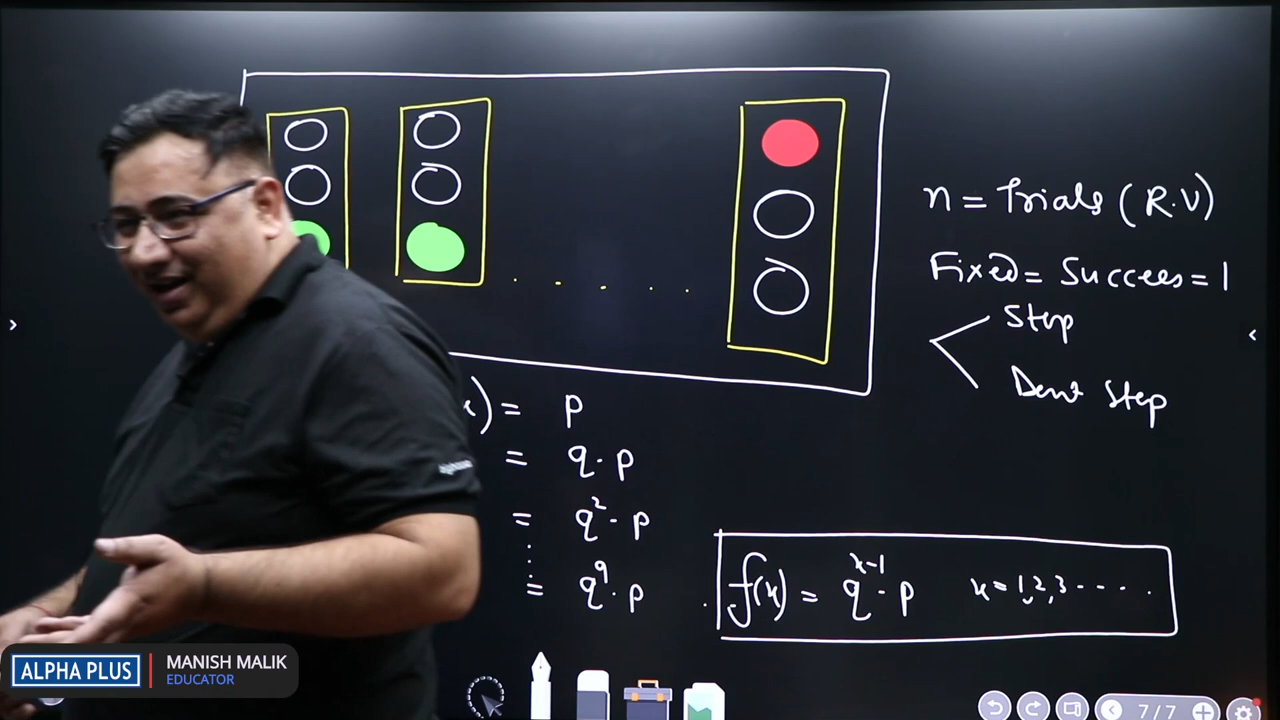 n = Trials (R.V)
Fixed = Success = 1
Stop
Dont stop
x) = p
= q · p
= q² · p
= q⁹ · p
f(x) = q^(x-1) · p x = 1, 2, 3 - - - - .
ALPHA PLUS
MANISH MALIK
EDUCATOR
7/7